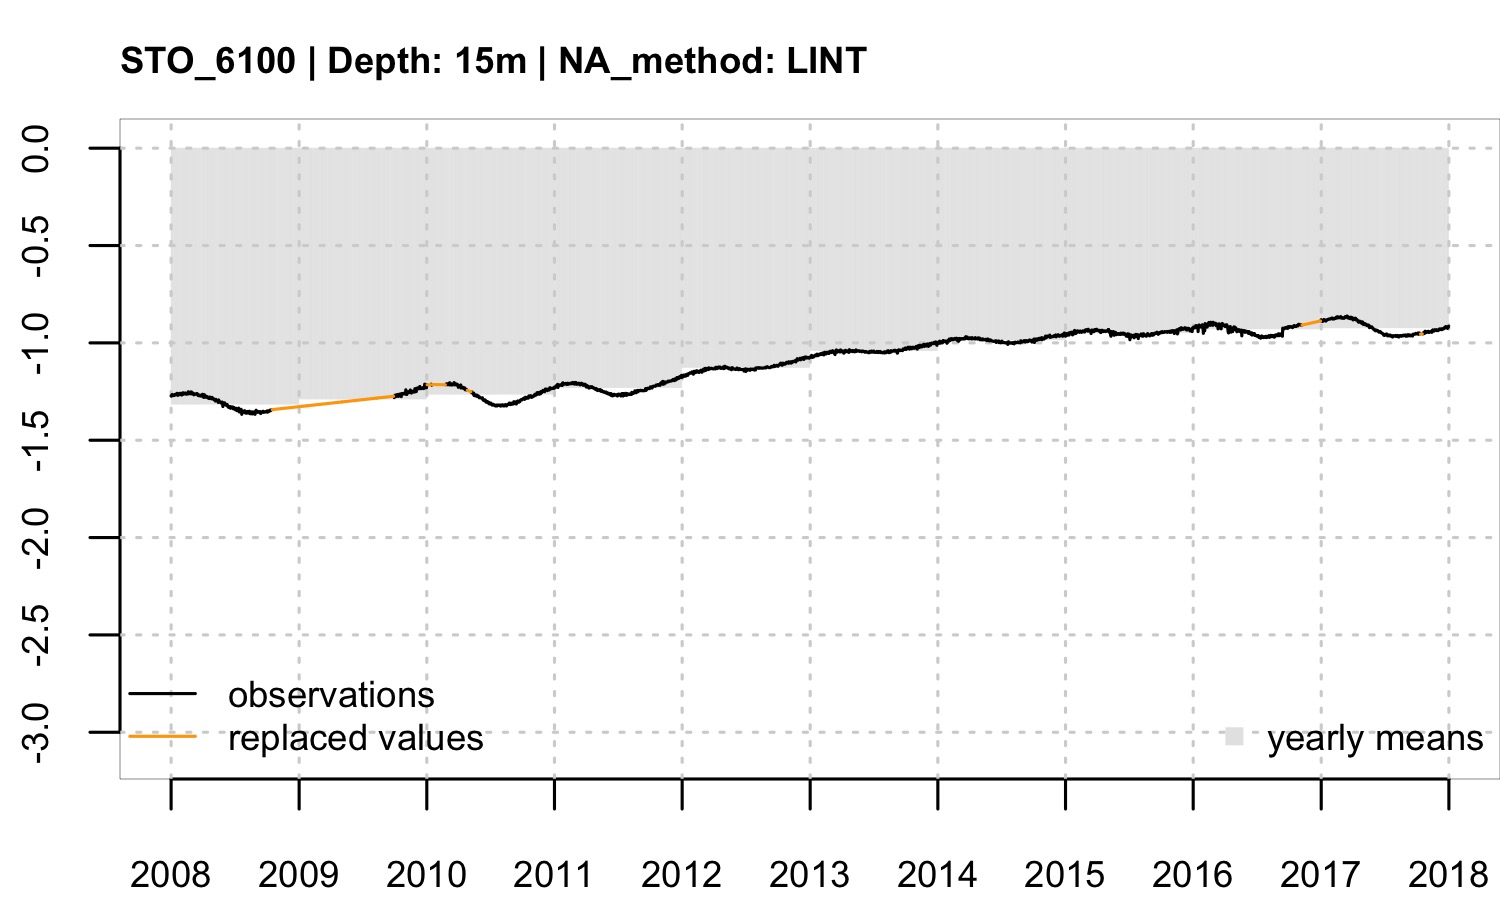 STO_6100 | Depth: 15m | NA_method: LINT
0.0
-0.5
-1.0
-1.5
-2.0
-2.5
-3.0
observations
replaced values
yearly means
2008 2009 2010 2011 2012 2013 2014 2015 2016 2017 2018